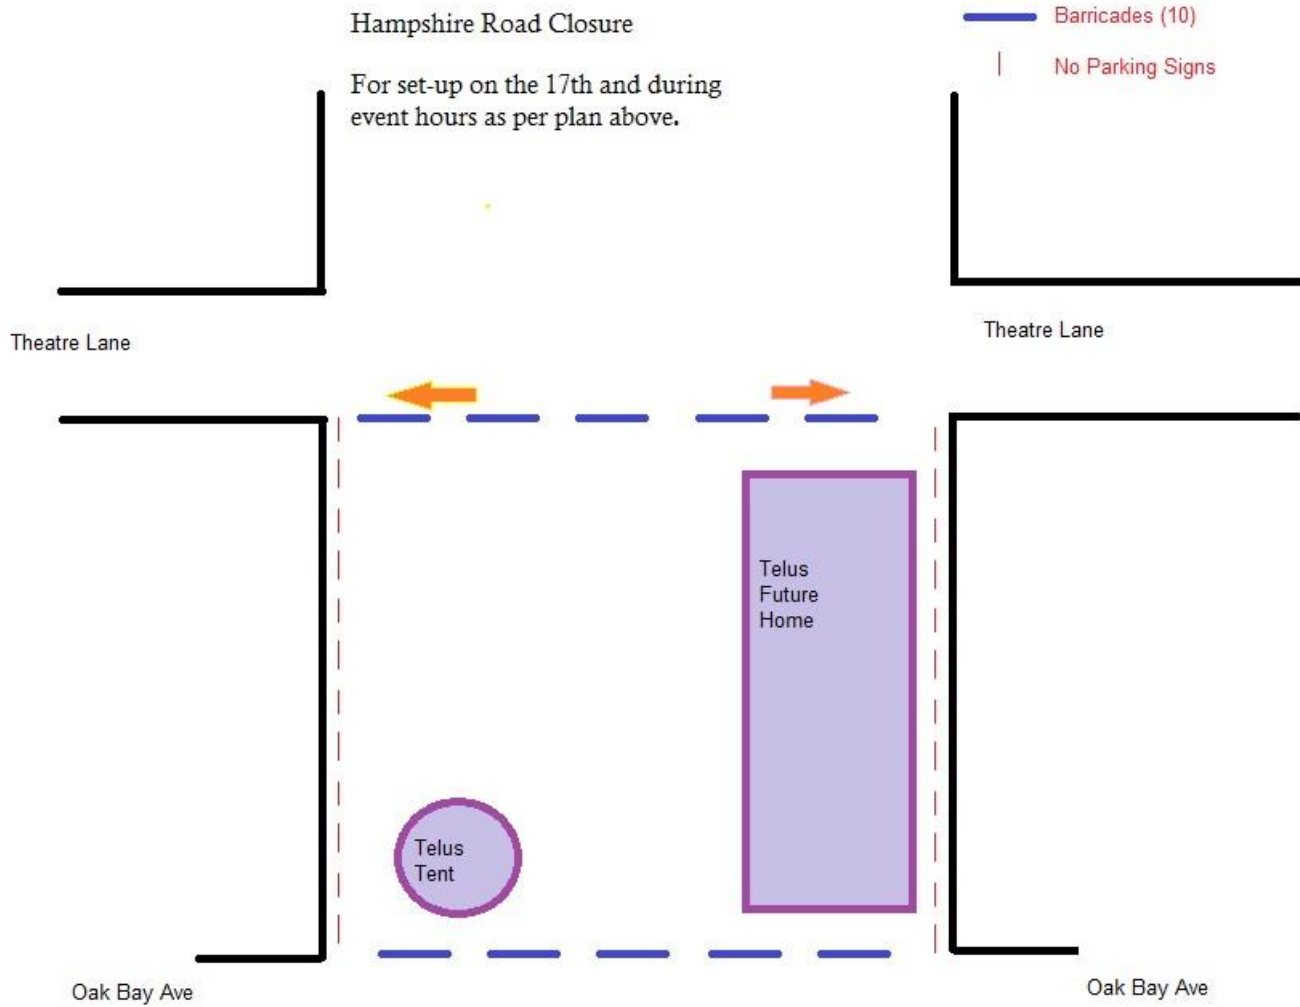 Hampshire Road Closure
Barricades (10)
No Parking Signs
For set-up on the 17th and during
event hours as per plan above.
Theatre Lane
Theatre Lane
Telus
Future
Home
Telus
Tent
Oak Bay Ave
Oak Bay Ave